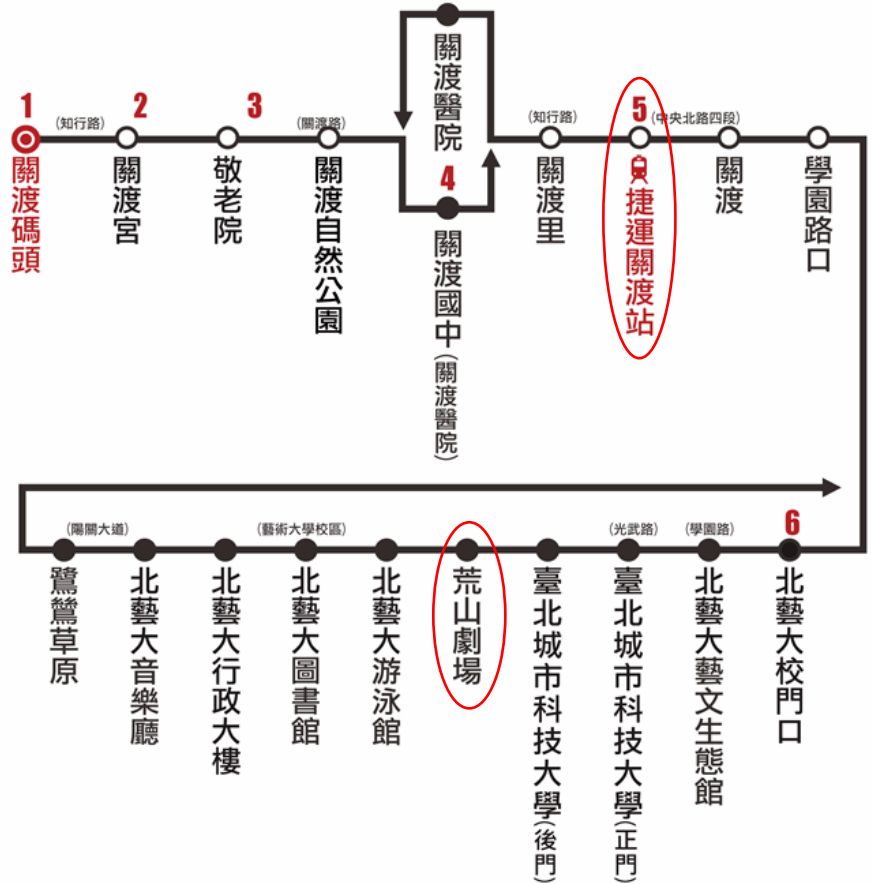 關渡醫院
1
(知行路)
2
3
(關渡路)
4
(知行路)
5
(中央北路四段)
關渡碼頭
關渡宮
敬老院
關渡自然公園
關渡國中(關渡醫院)
關渡里
捷運關渡站
關渡
學園路口
(陽關大道)
(藝術大學校區)
(光武路)
(學園路)
6
鷺鷥草原
北藝大音樂廳
北藝大行政大樓
北藝大圖書館
北藝大游泳館
荒山劇場
臺北城市科技大學(後門)
臺北城市科技大學(正門)
北藝大藝文生態館
北藝大校門口